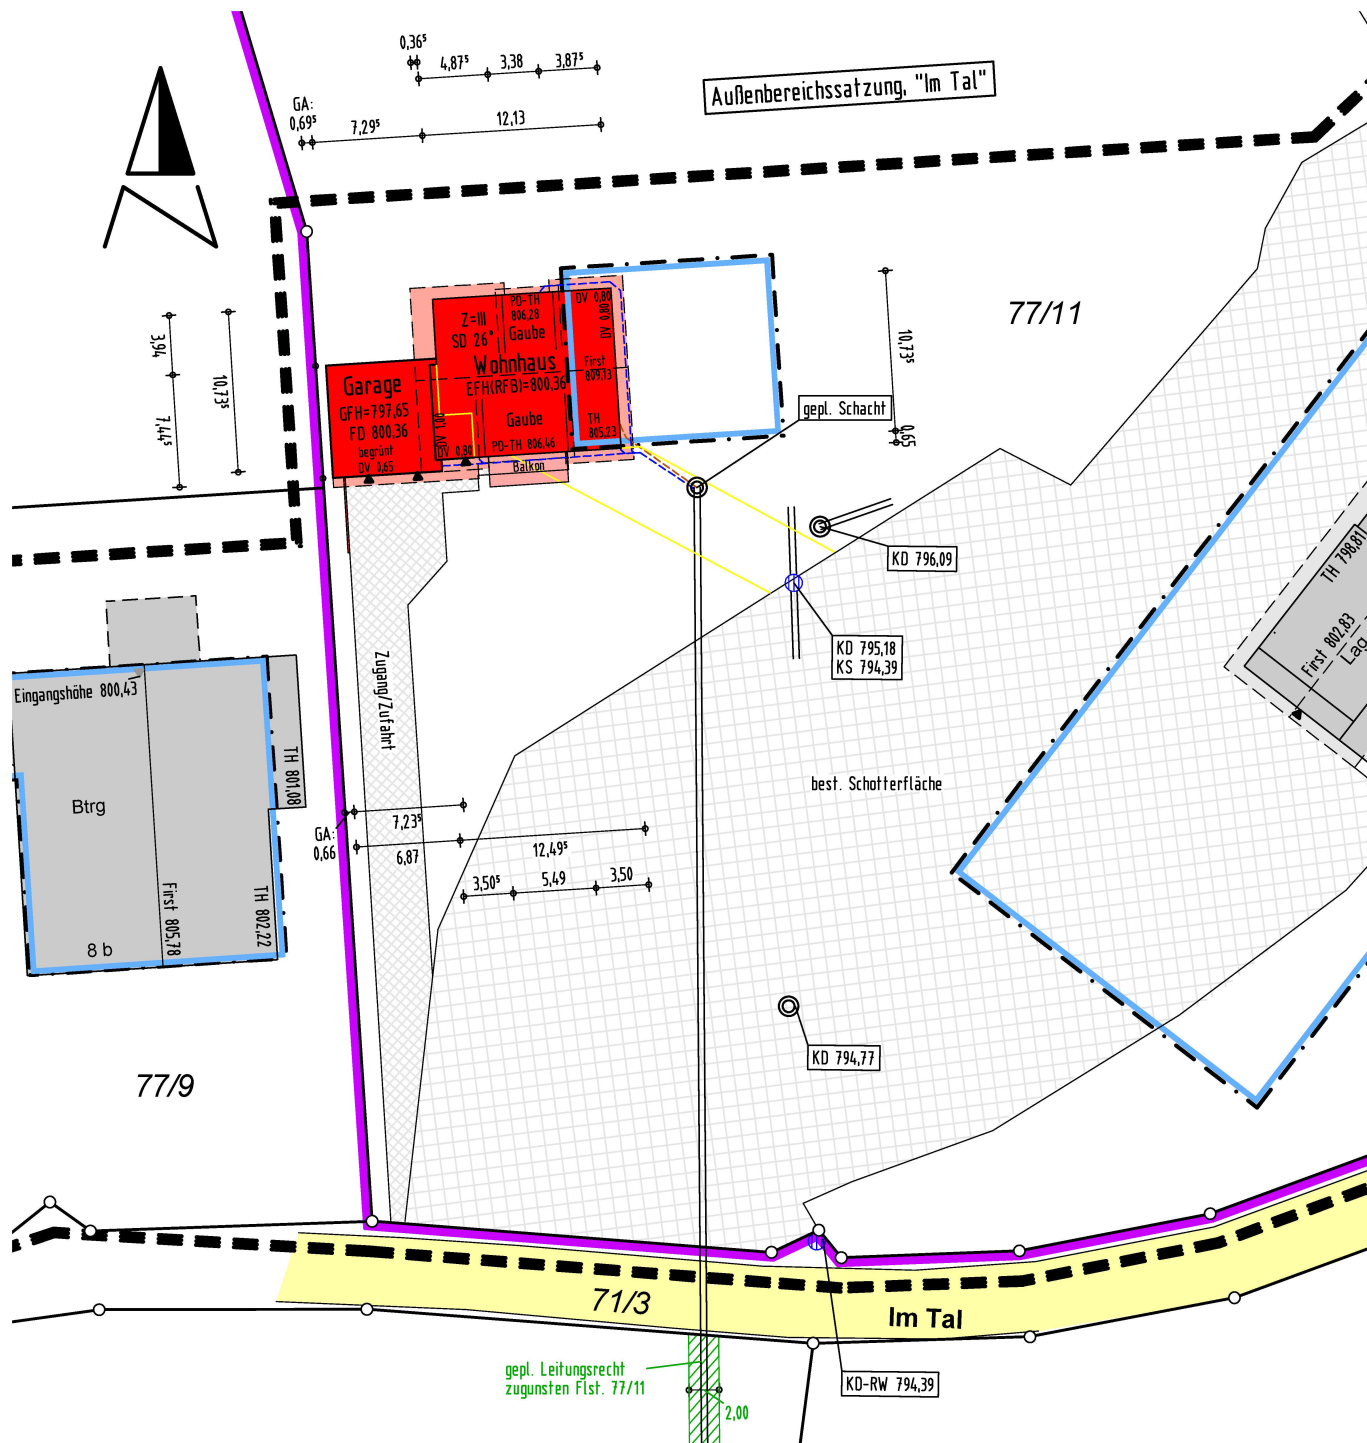 0,36⁵
4,87⁵
3,38
3,87⁵
Außenbereichssatzung, "Im Tal"
GA:
0,69⁵
7,29⁵
12,13
77/11
3,94
7,44⁵
10,73⁵
10,73⁵
0,65
Z=III
SD 26°
PD-TH
806,28
Gaube
DV 0,80
DV 0,80
Wohnhaus
EFH(RFB)=800,36
First
809,13
Gaube
PD-TH 806,46
TH
805,23
DV 1,00
DV 0,80
Balkon
Garage
GFH=797,65
FD 800,36
begrünt
DV 0,65
gepl. Schacht
KD 796,09
KD 795,18
KS 794,39
TH 798,81
First 802,83
Lag
Zugang/Zufahrt
Eingangshöhe 800,43
TH 801,08
Btrg
First 805,78
TH 802,22
8 b
best. Schotterfläche
GA:
0,66
7,23⁵
6,87
12,49⁵
3,50⁵
5,49
3,50
KD 794,77
77/9
71/3
Im Tal
gepl. Leitungsrecht
zugunsten Flst. 77/11
2,00
KD-RW 794,39